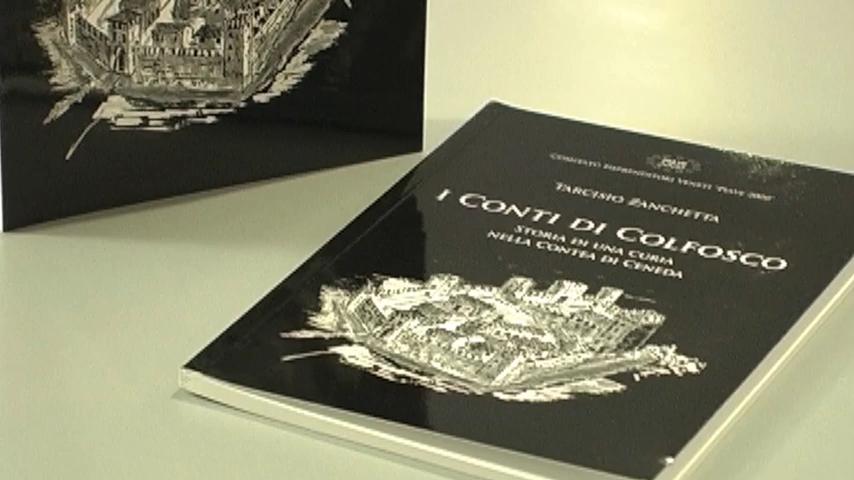 Comitato Imprenditori Veneti "Piave 2000"
Tarcisio Zanchetta
I Conti di Colfosco
Storia di una curia
nella Contea di Ceneda